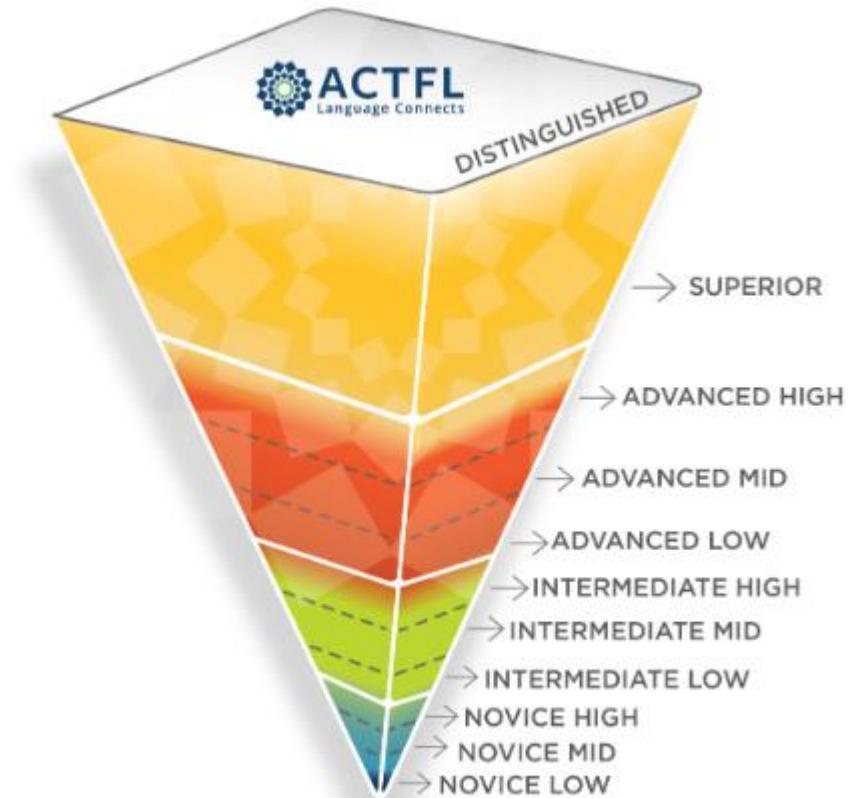 ACTFL
Language Connects
DISTINGUISHED
SUPERIOR
ADVANCED HIGH
ADVANCED MID
ADVANCED LOW
INTERMEDIATE HIGH
INTERMEDIATE MID
INTERMEDIATE LOW
NOVICE HIGH
NOVICE MID
NOVICE LOW